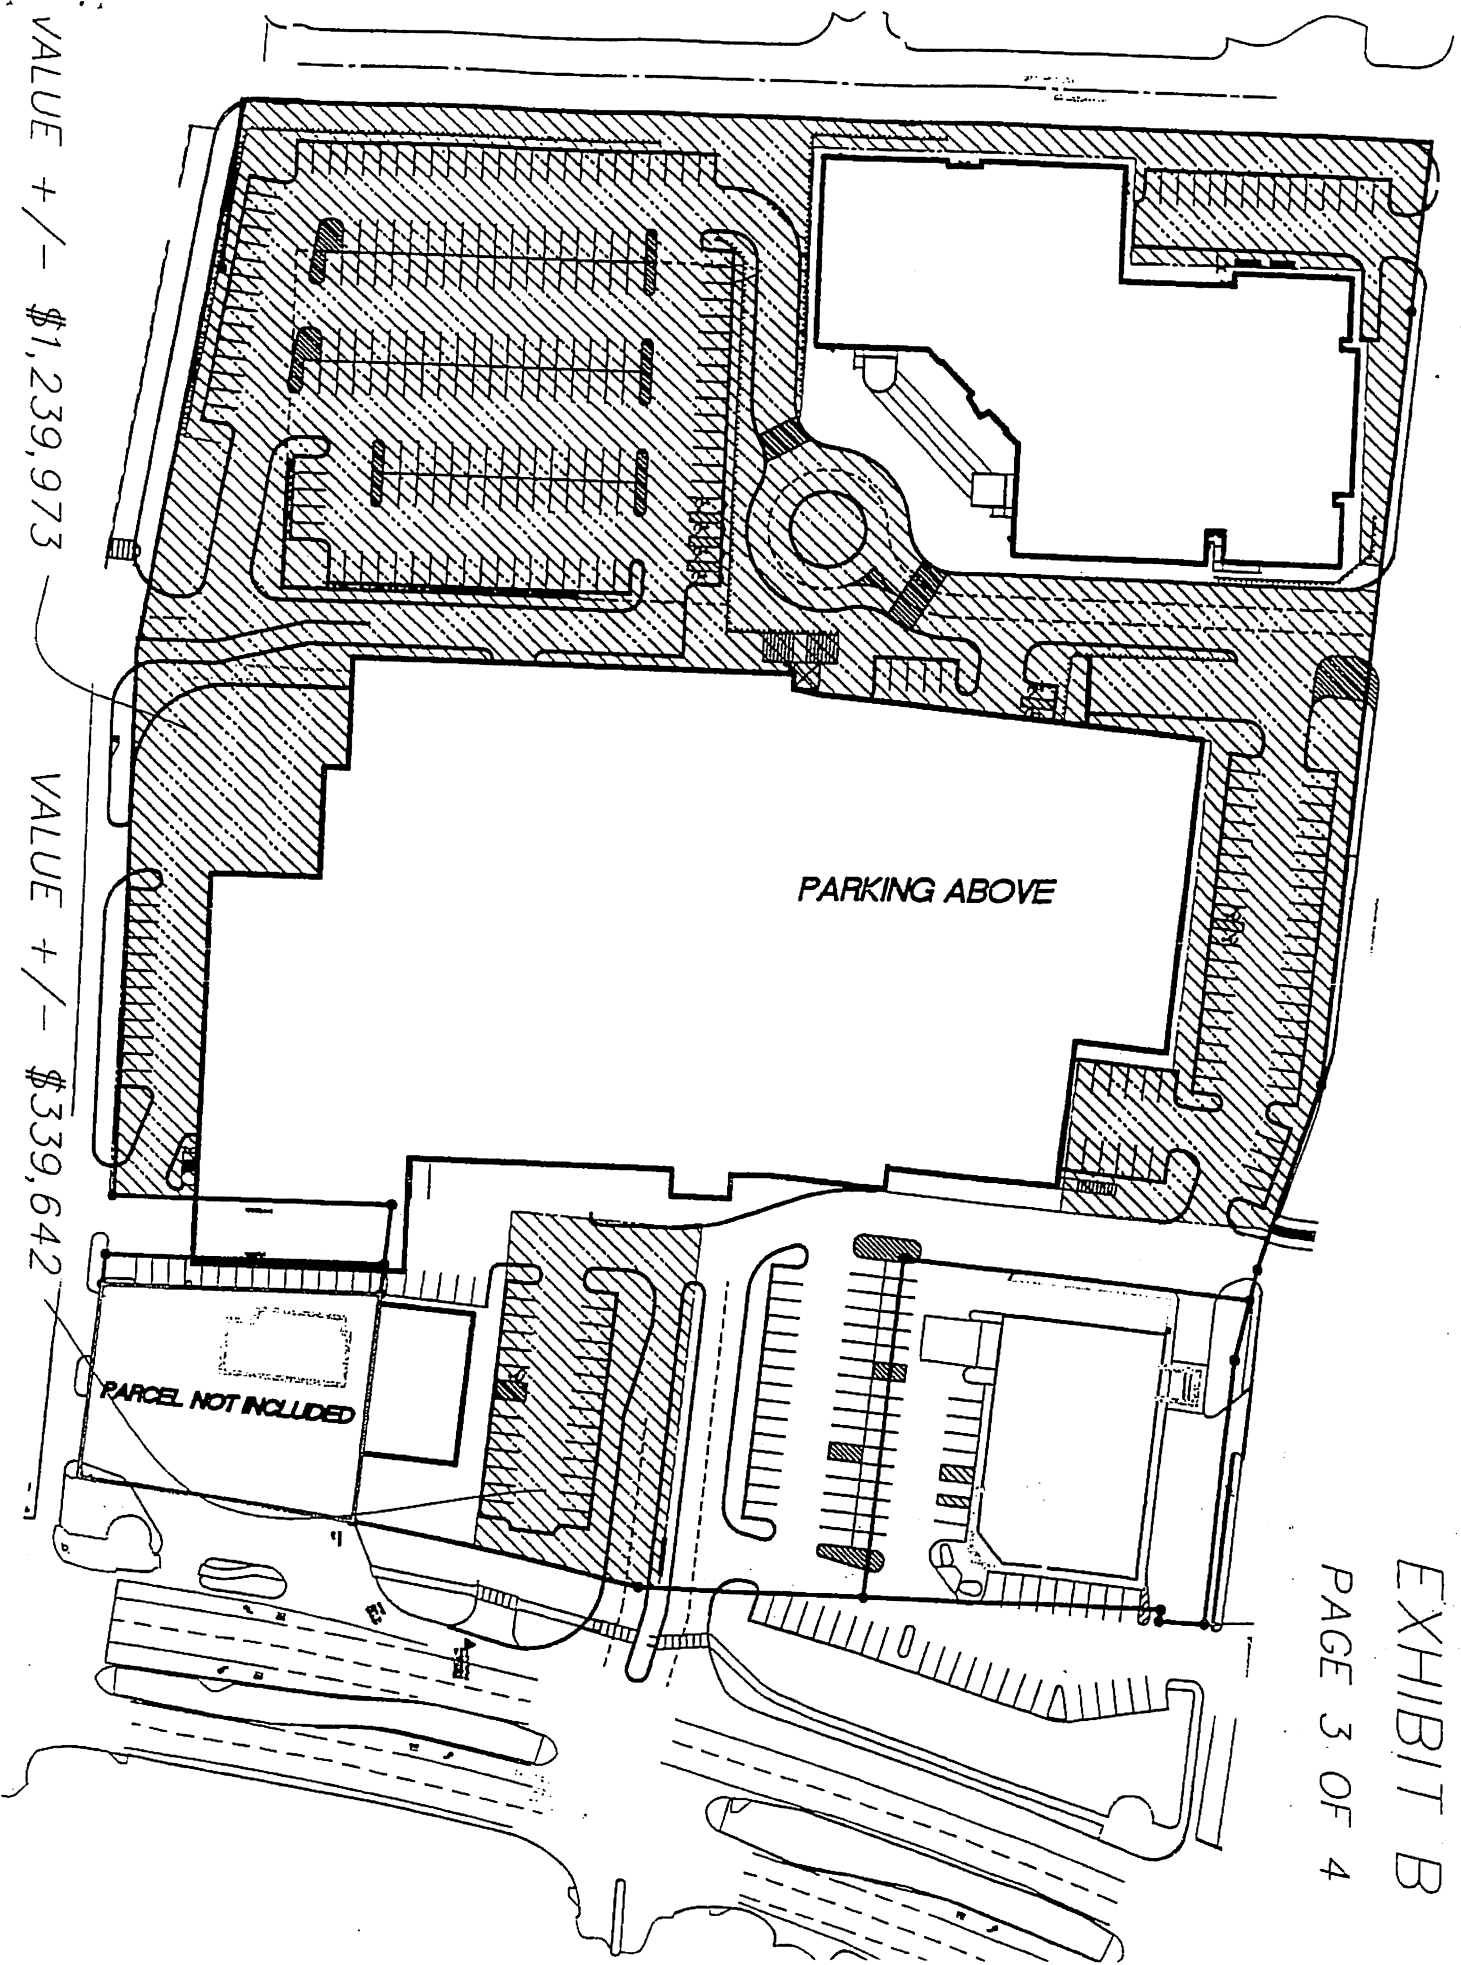 EXHIBIT B
PAGE 3 OF 4
PARKING ABOVE
PARCEL NOT INCLUDED
VALUE +/- $1,239,973
VALUE +/- $339,642